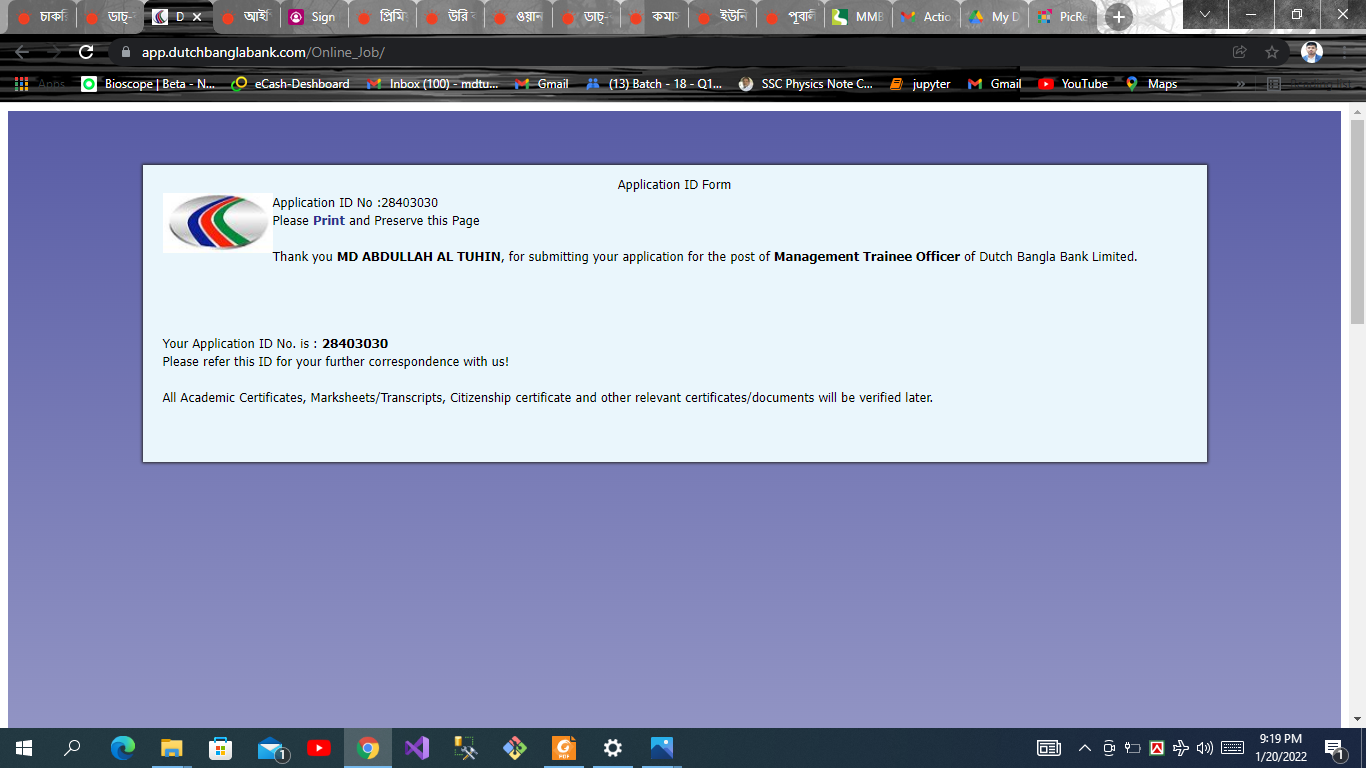 চাকরি
ডাচ্-
D
আইf
Sign
প্রিমি
উরি
ওয়ান
ডাচ্-
কমা
ইউনি
পূবালি
MME
Actio
My D
PicRe
app.dutchbanglabank.com/Online_Job/
Apps
Bioscope | Beta - N...
eCash-Deshboard
Inbox (100) - mdtu...
Gmail
(13) Batch - 18 - Q1...
SSC Physics Note C...
jupyter
Gmail
YouTube
Maps
»
Reading list
Application ID Form
Application ID No :28403030
Please Print and Preserve this Page
Thank you MD ABDULLAH AL TUHIN, for submitting your application for the post of Management Trainee Officer of Dutch Bangla Bank Limited.
Your Application ID No. is : 28403030
Please refer this ID for your further correspondence with us!
All Academic Certificates, Marksheets/Transcripts, Citizenship certificate and other relevant certificates/documents will be verified later.
9:19 PM
1/20/2022